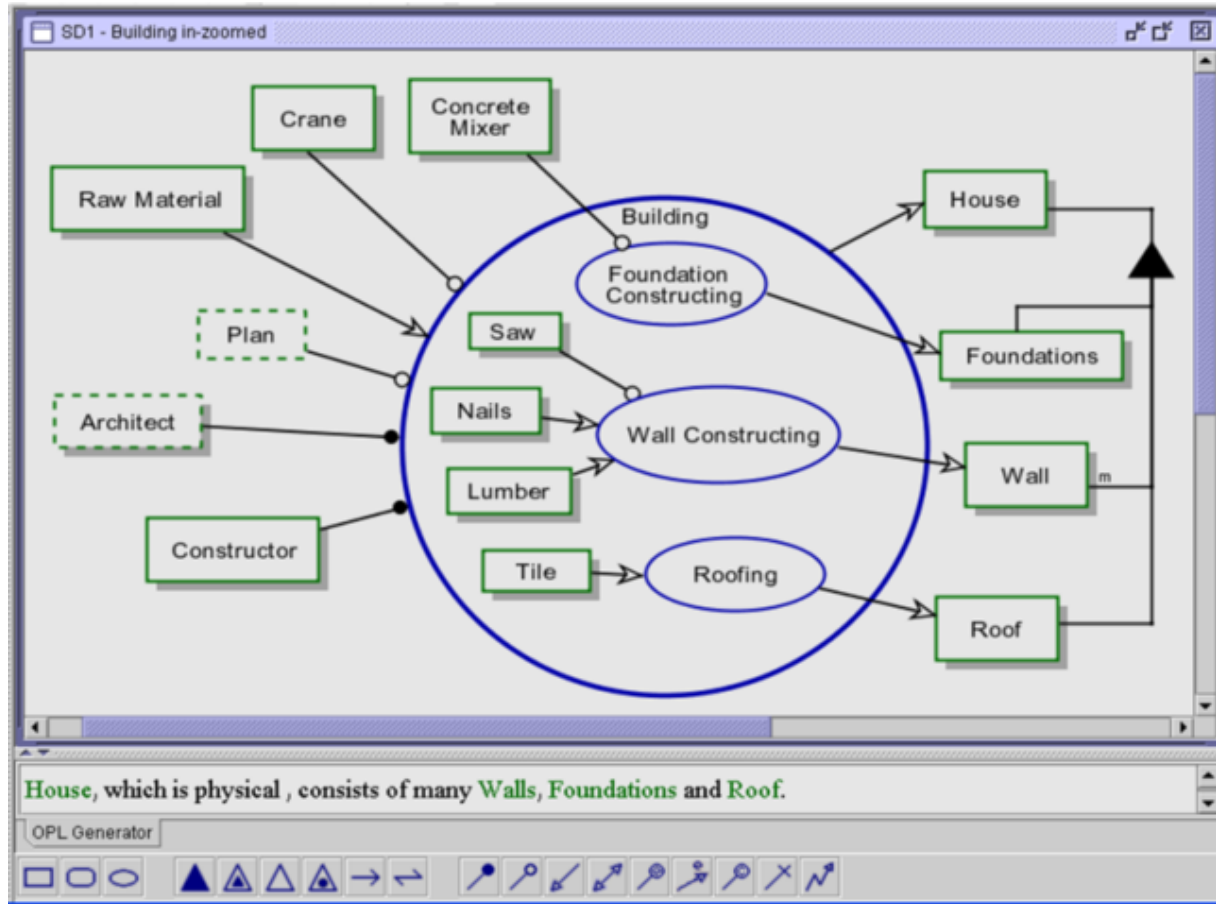 SD1 - Building in-zoomed
Crane
Concrete
Mixer
Raw Material
House
Building
Foundation
Constructing
Plan
Saw
Foundations
Nails
Architect
Wall Constructing
Wall
m
Lumber
Constructor
Tile
Roofing
Roof
House, which is physical , consists of many Walls, Foundations and Roof.
OPL Generator